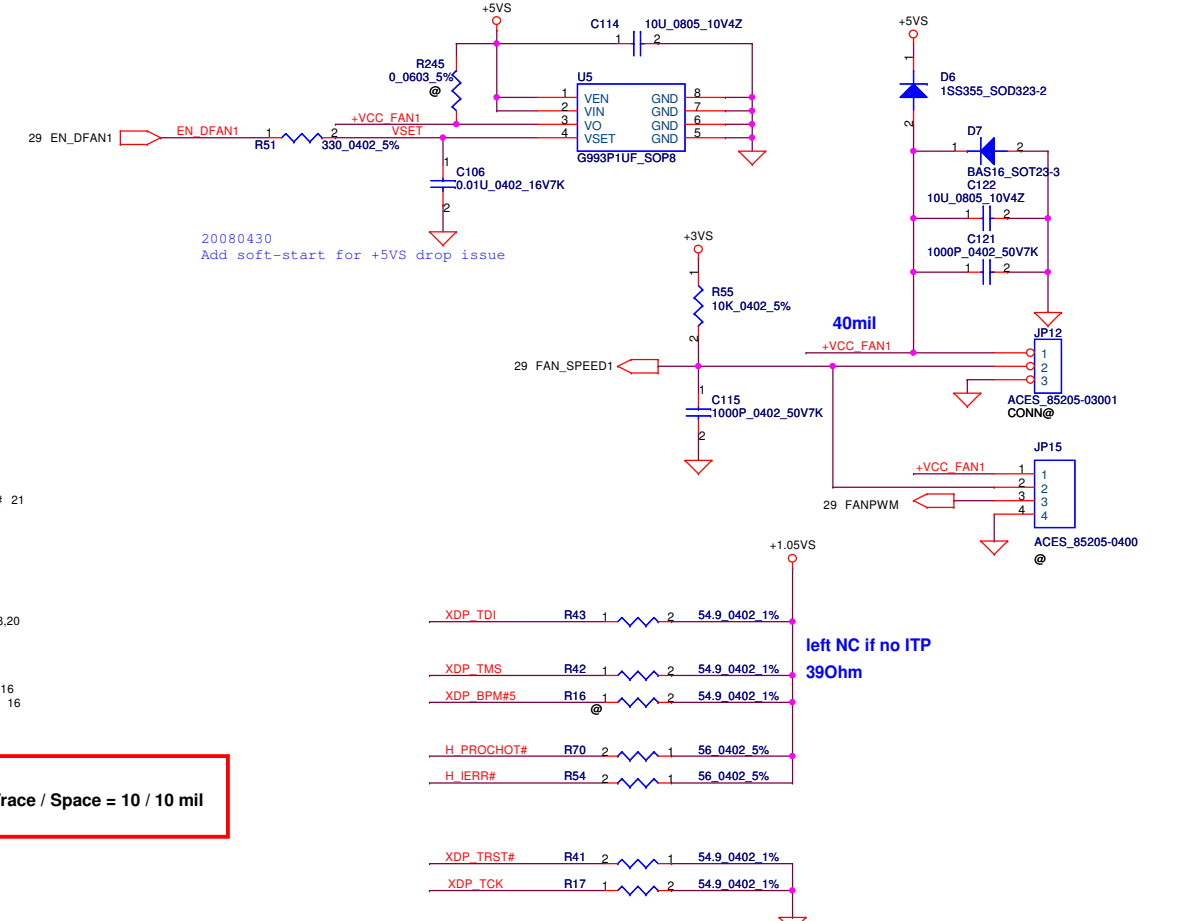 +5VS
C114 10U_0805_10V4Z
1 2
+5VS
R245
0_0603_5%
@
U5
1 VEN GND 8
2 VIN GND 7
3 VO GND 6
4 VSET GND 5
G993P1UF_SOP8
+VCC_FAN1
29 EN_DFAN1
EN_DFAN1
1 2
VSET
R51 330_0402_5%
1
C106
0.01U_0402_16V7K
2
20080430
Add soft-start for +5VS drop issue
1
D6
1SS355_SOD323-2
2
D7
1 2
BAS16_SOT23-3
C122
10U_0805_10V4Z
1 2
C121
1000P_0402_50V7K
1 2
+3VS
1
R55
10K_0402_5%
2
40mil
+VCC_FAN1
JP12
1
2
3
ACES_85205-03001
CONN@
29 FAN_SPEED1
1
C115
1000P_0402_50V7K
2
JP15
+VCC_FAN1
1 1
2 2
3 3
4 4
29 FANPWM
ACES_85205-0400
@
# 21
+1.05VS
3,20
XDP_TDI R43 1 2 54.9_0402_1%
left NC if no ITP
39Ohm
XDP_TMS R42 1 2 54.9_0402_1%
16
XDP_BPM#5 R16 1 2 54.9_0402_1%
@
16
H_PROCHOT# R70 2 1 56_0402_5%
H_IERR# R54 2 1 56_0402_5%
race / Space = 10 / 10 mil
XDP_TRST# R41 2 1 54.9_0402_1%
XDP_TCK R17 1 2 54.9_0402_1%